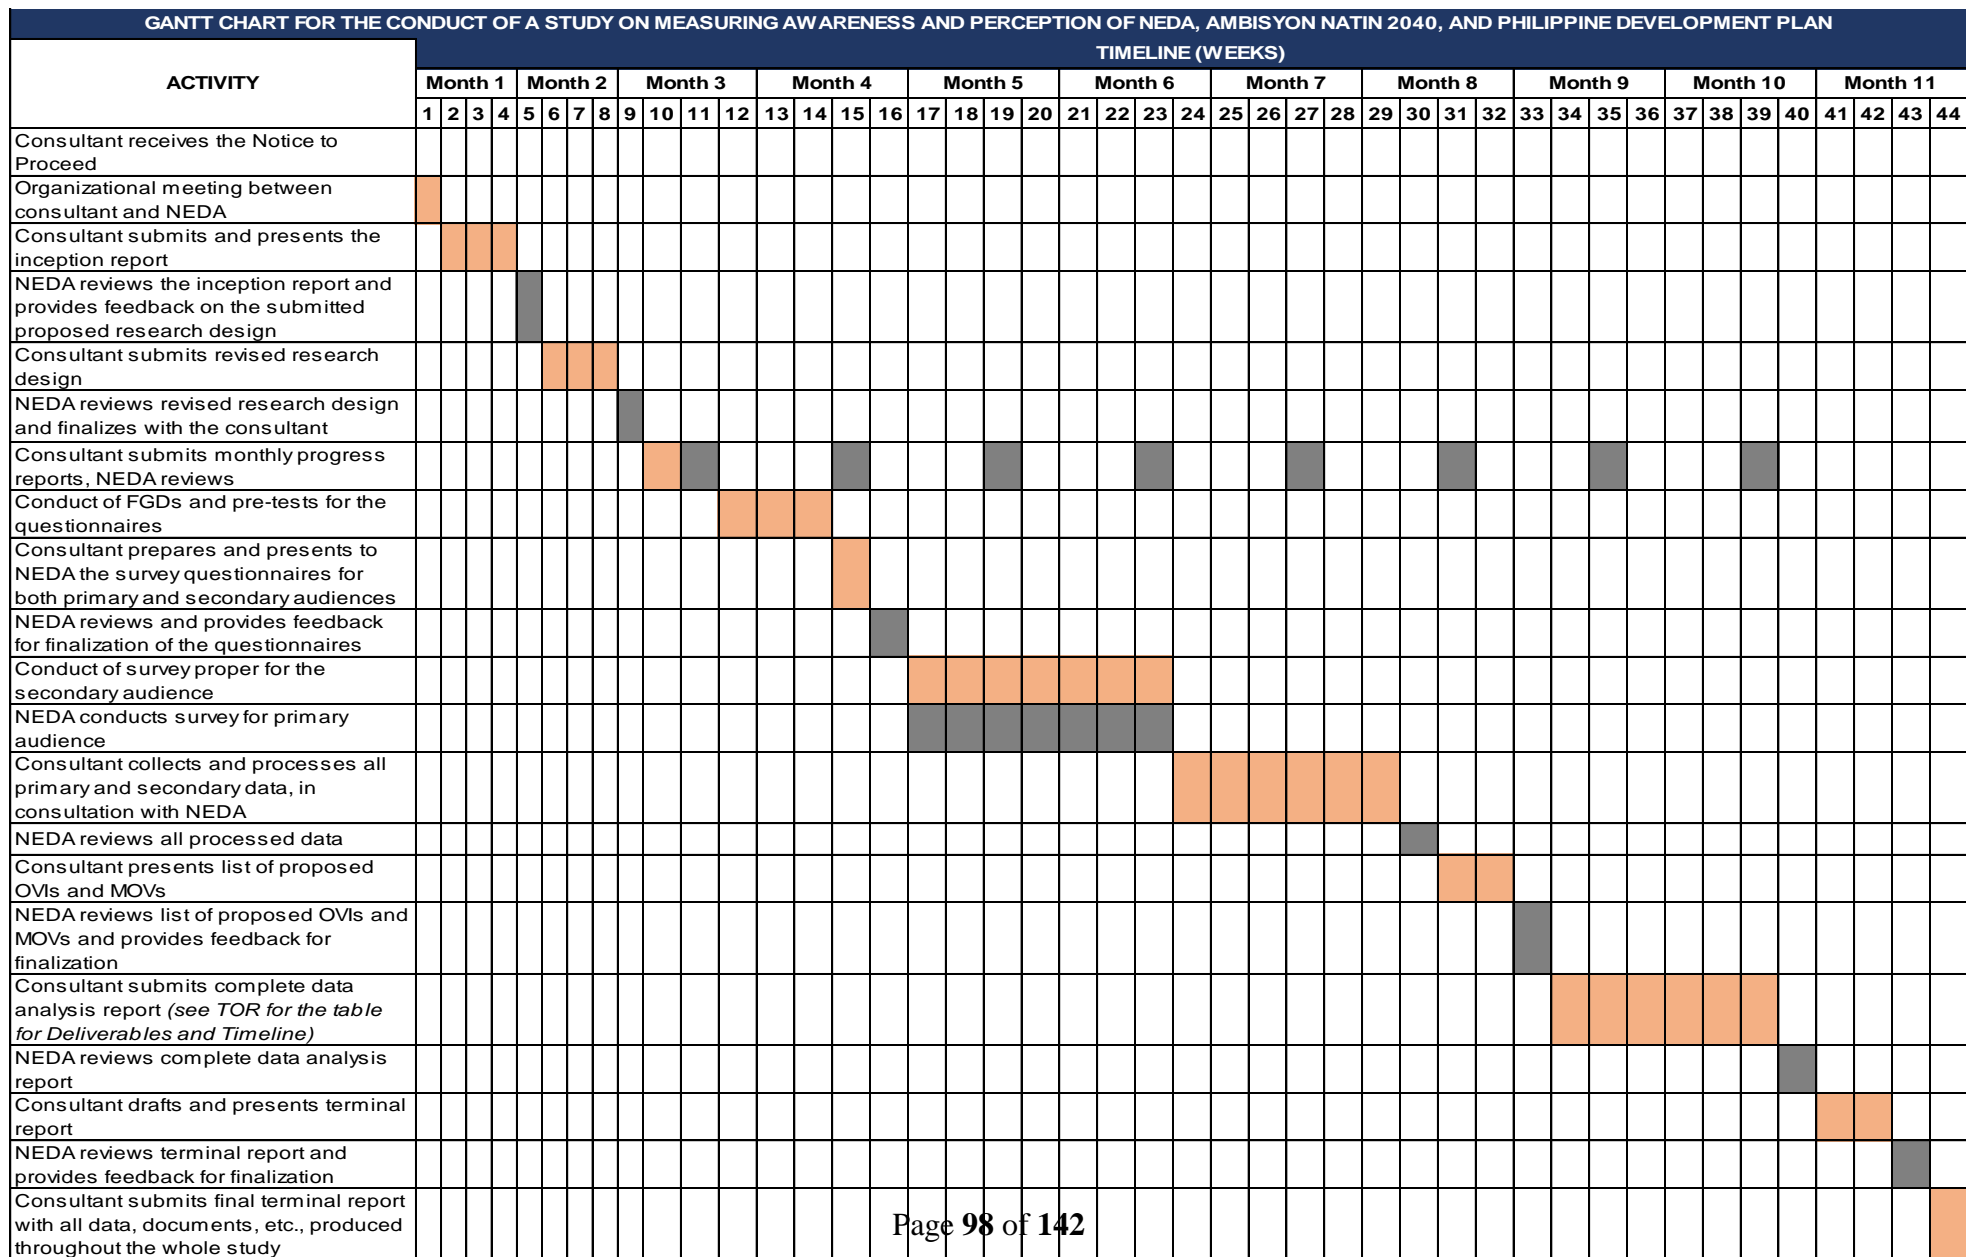 GANTT CHART FOR THE CONDUCT OF A STUDY ON MEASURING AWARENESS AND PERCEPTION OF NEDA, AMBISYON NATIN 2040, AND PHILIPPINE DEVELOPMENT PLAN
TIMELINE (WEEKS)
ACTIVITY
Month 1 Month 2 Month 3 Month 4 Month 5 Month 6 Month 7 Month 8 Month 9 Month 10 Month 11
1 2 3 4 5 6 7 8 9 10 11 12 13 14 15 16 17 18 19 20 21 22 23 24 25 26 27 28 29 30 31 32 33 34 35 36 37 38 39 40 41 42 43 44
Consultant receives the Notice to
Proceed
Organizational meeting between
consultant and NEDA
Consultant submits and presents the
inception report
NEDA reviews the inception report and
provides feedback on the submitted
proposed research design
Consultant submits revised research
design
NEDA reviews revised research design
and finalizes with the consultant
Consultant submits monthly progress
reports, NEDA reviews
Conduct of FGDs and pre-tests for the
questionnaires
Consultant prepares and presents to
NEDA the survey questionnaires for
both primary and secondary audiences
NEDA reviews and provides feedback
for finalization of the questionnaires
Conduct of survey proper for the
secondary audience
NEDA conducts survey for primary
audience
Consultant collects and processes all
primary and secondary data, in
consultation with NEDA
NEDA reviews all processed data
Consultant presents list of proposed
OVIs and MOVs
NEDA reviews list of proposed OVIs and
MOVs and provides feedback for
finalization
Consultant submits complete data
analysis report (see TOR for the table
for Deliverables and Timeline)
NEDA reviews complete data analysis
report
Consultant drafts and presents terminal
report
NEDA reviews terminal report and
provides feedback for finalization
Consultant submits final terminal report
with all data, documents, etc., produced
throughout the whole study
Page 98 of 142